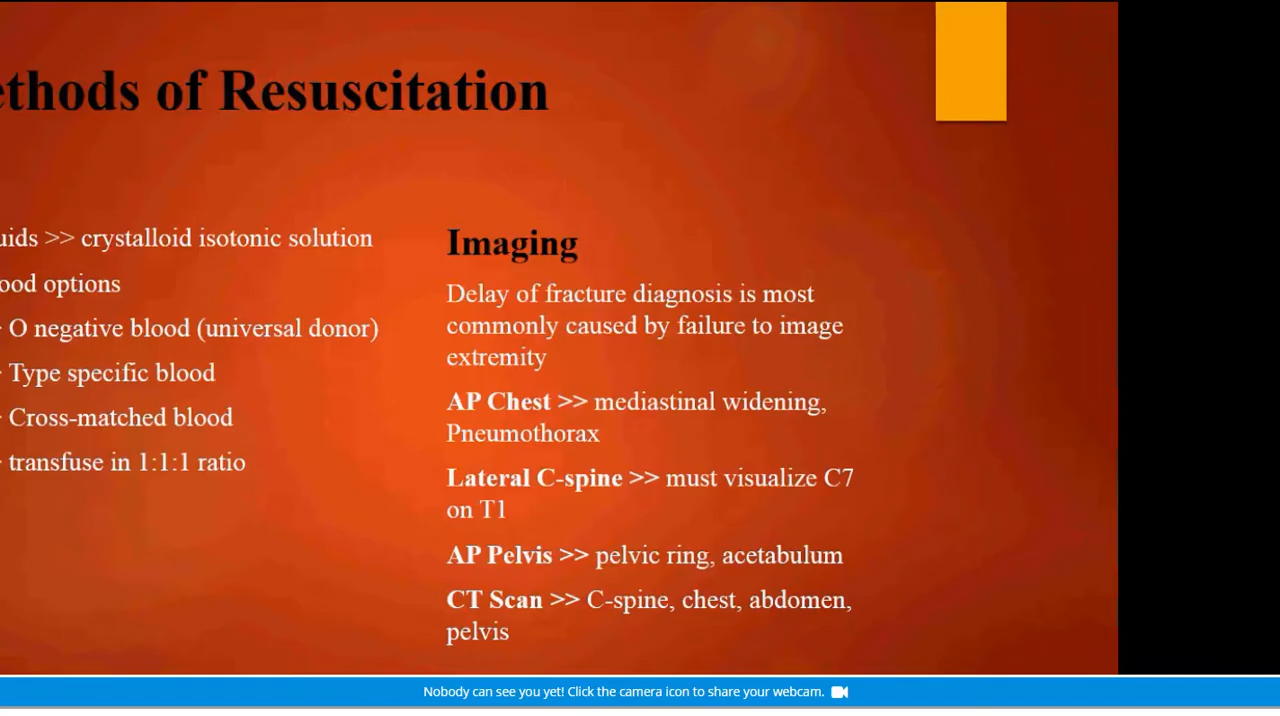 ethods of Resuscitation
uids >> crystalloid isotonic solution
ood options
O negative blood (universal donor)
Type specific blood
Cross-matched blood
transfuse in 1:1:1 ratio
Imaging
Delay of fracture diagnosis is most
commonly caused by failure to image
extremity
AP Chest >> mediastinal widening,
Pneumothorax
Lateral C-spine >> must visualize C7
on T1
AP Pelvis >> pelvic ring, acetabulum
CT Scan >> C-spine, chest, abdomen,
pelvis
Nobody can see you yet! Click the camera icon to share your webcam.